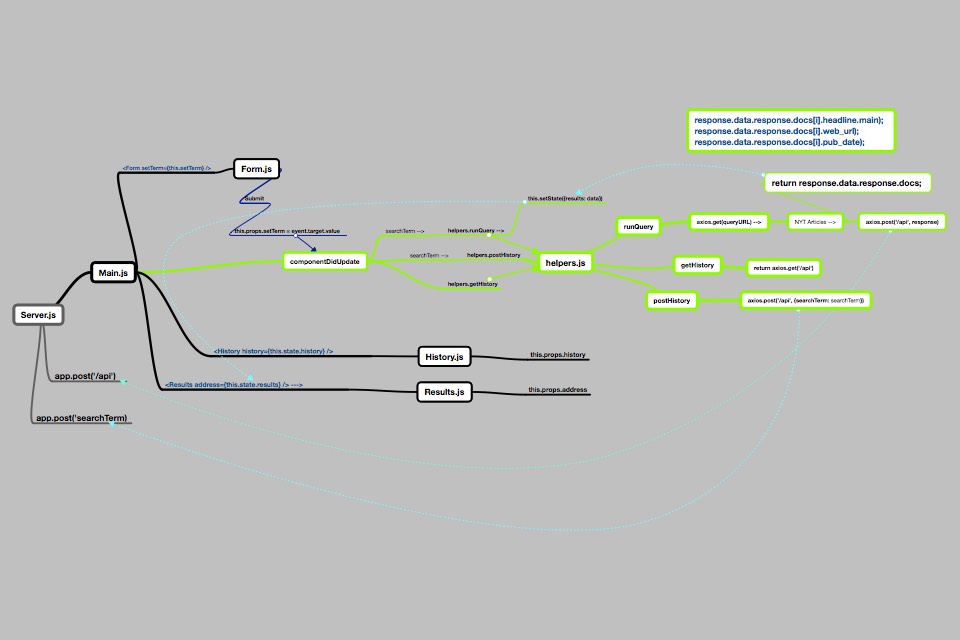 response.data.response.docs[i].headline.main);
response.data.response.docs[i].web_url);
response.data.response.docs[i].pub_date);
<Form setTerm={this.setTerm} />
Form.js
return response.data.response.docs;
Submit
this.setState({results: data})
runQuery
axios.get(queryURL) -->
NYT Articles -->
axios.post('/api', response)
this.props.setTerm = event.target.value
searchTerm -->
helpers.runQuery -->
componentDidUpdate
searchTerm -->
helpers.postHistory
helpers.js
getHistory
return axios.get('/api')
Main.js
helpers.getHistory
postHistory
axios.post('/api', {searchTerm: searchTerm})
Server.js
<History history={this.state.history} />
History.js
this.props.history
app.post('/api')
<Results address={this.state.results} /> --->
Results.js
this.props.address
app.post('searchTerm)